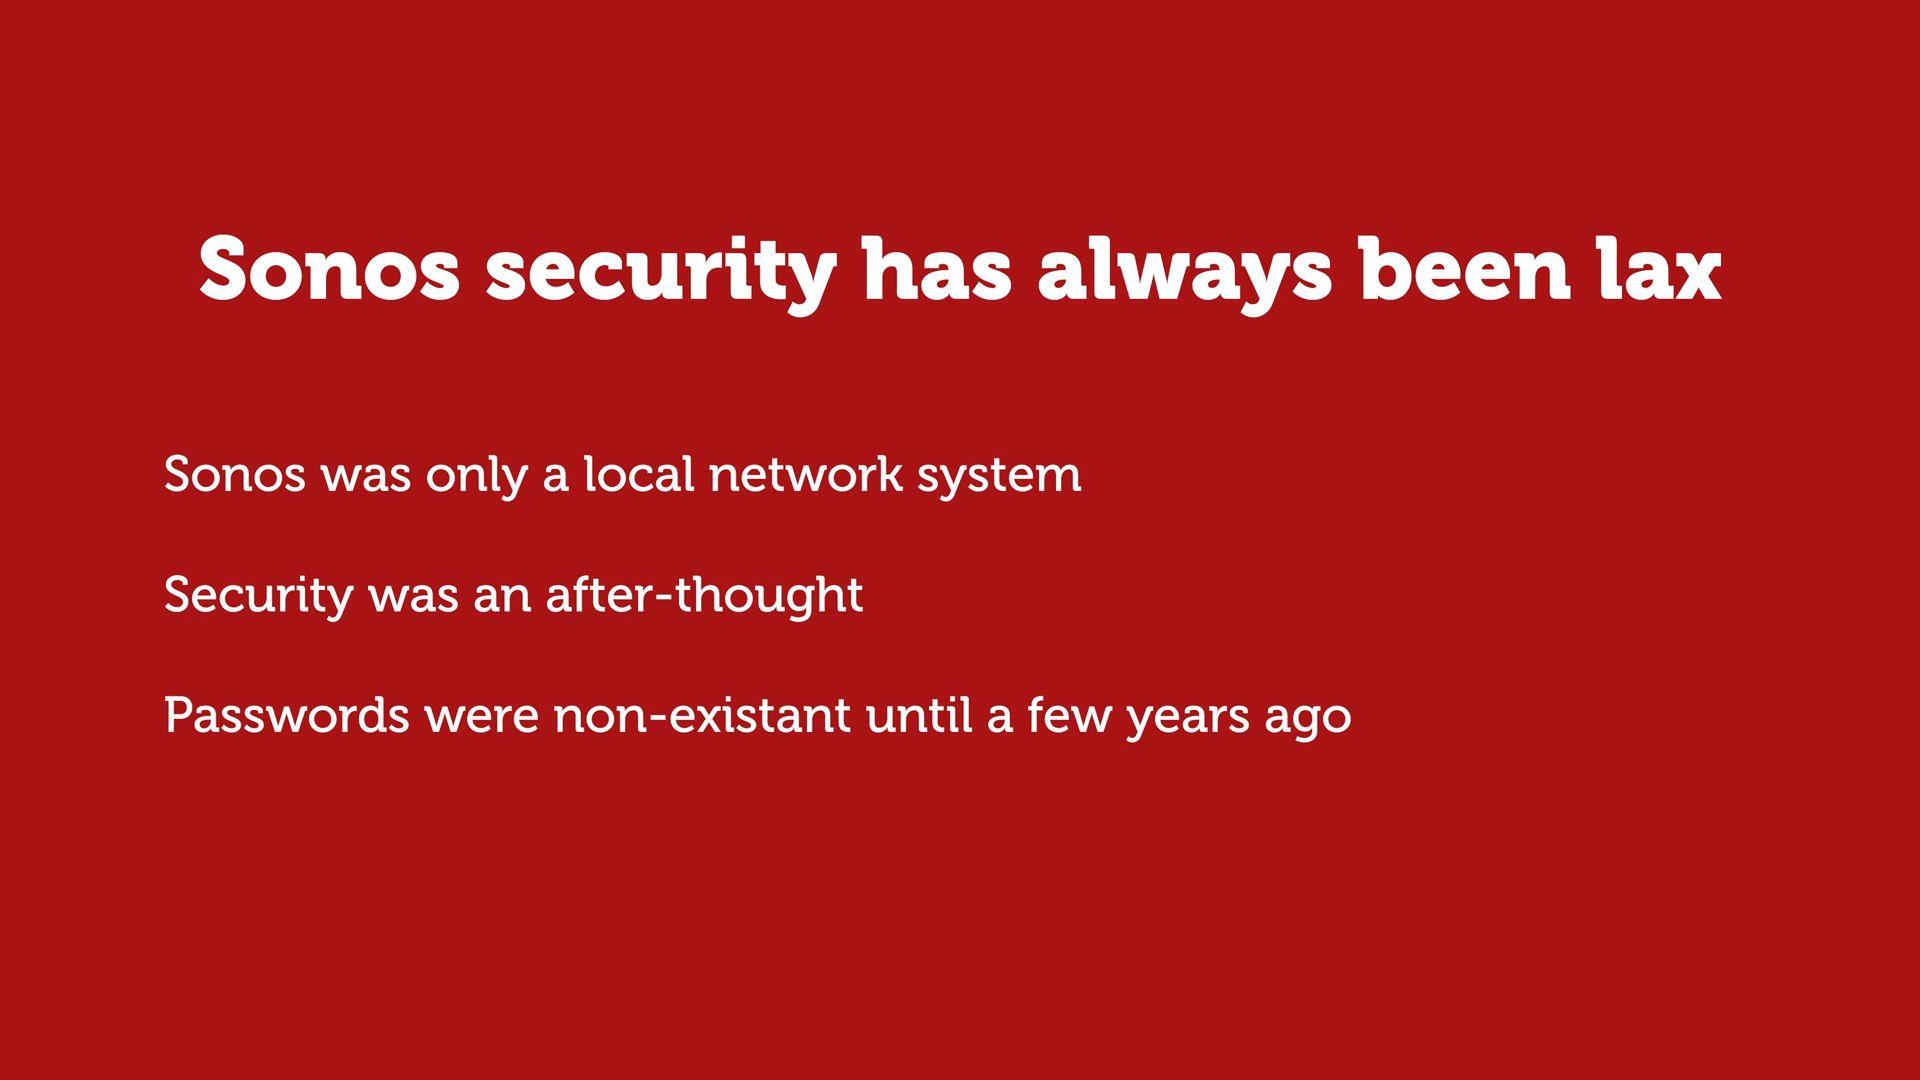 Sonos security has always been lax
Sonos was only a local network system
Security was an after-thought
Passwords were non-existant until a few years ago